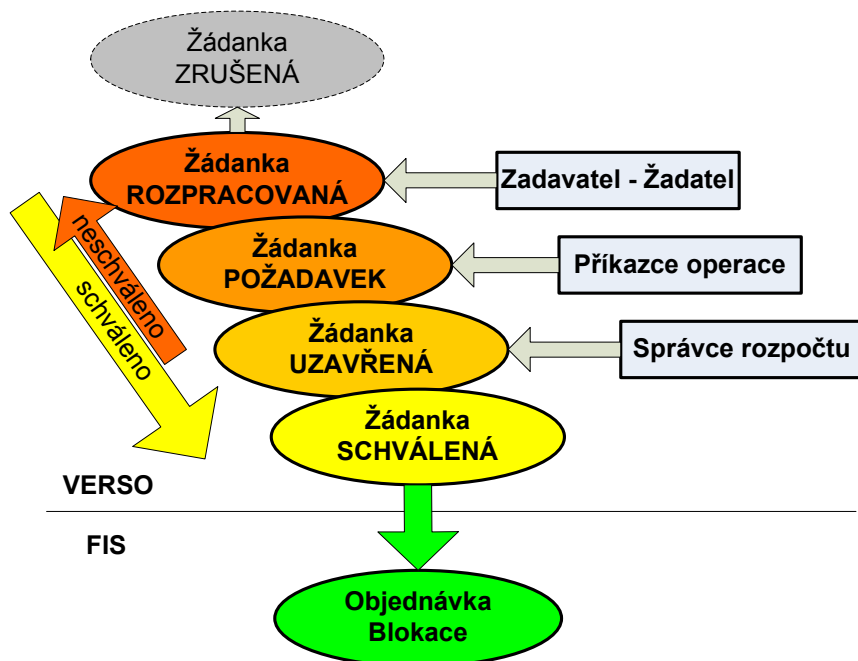 Žádanka
ZRUŠENÁ
Žádanka
ROZPRACOVANÁ
Zadavatel - Žadatel
neschváleno
schváleno
Žádanka
POŽADAVEK
Příkazce operace
Žádanka
UZAVŘENÁ
Správce rozpočtu
Žádanka
SCHVÁLENÁ
VERSO
FIS
Objednávka
Blokace